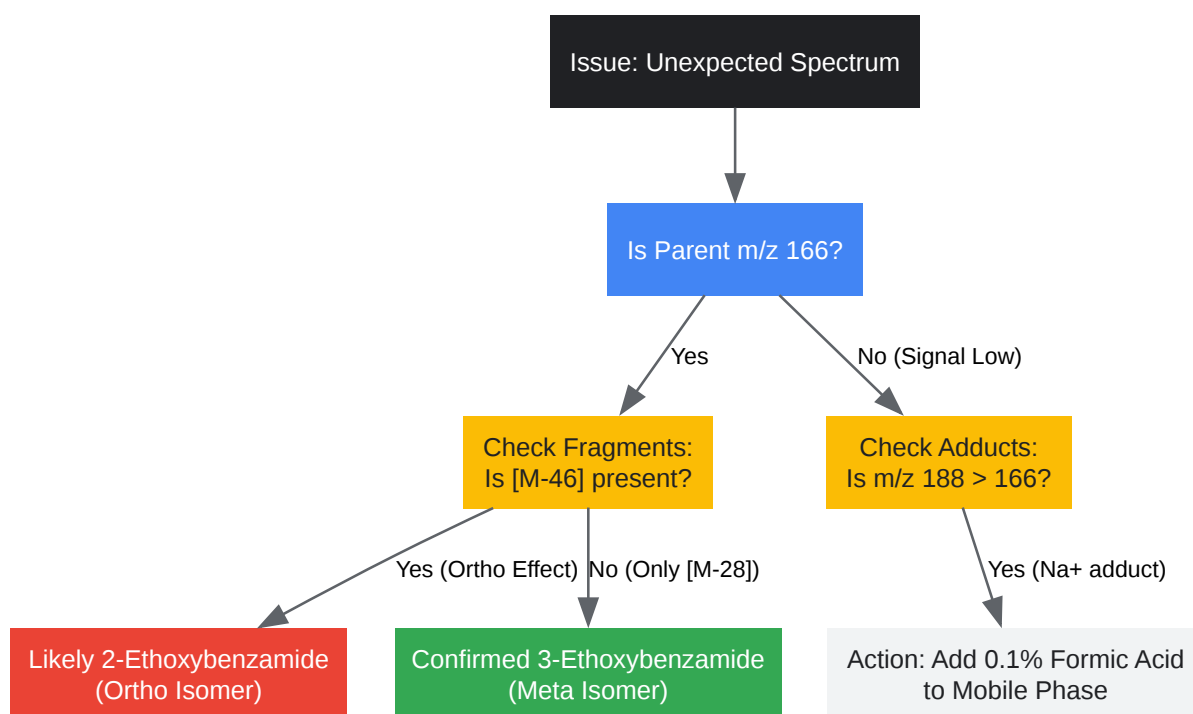 Issue: Unexpected Spectrum
Is Parent m/z 166?
Yes
No (Signal Low)
Check Fragments:
Is [M-46] present?
Check Adducts:
Is m/z 188 > 166?
Yes (Ortho Effect)
No (Only [M-28])
Yes (Na+ adduct)
Likely 2-Ethoxybenzamide
(Ortho Isomer)
Confirmed 3-Ethoxybenzamide
(Meta Isomer)
Action: Add 0.1% Formic Acid
to Mobile Phase